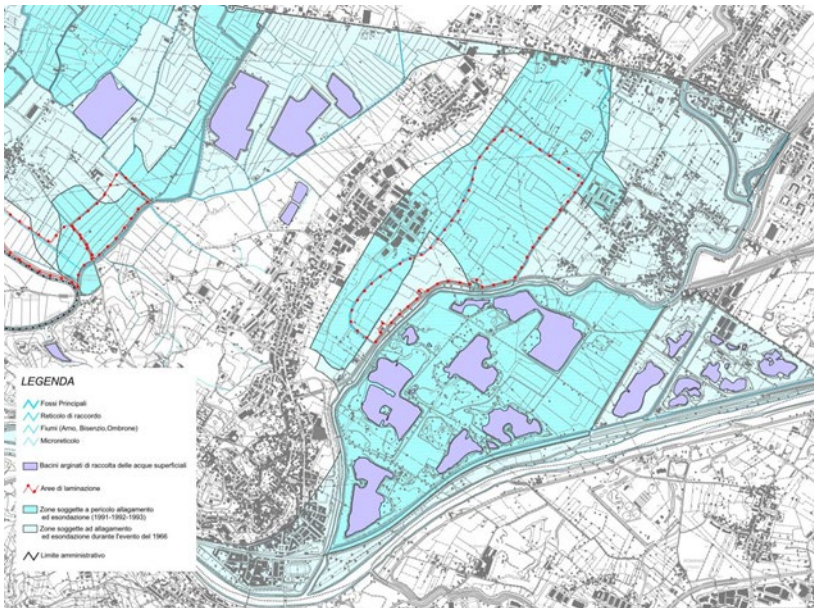 LEGENDA
Fossi Principali
Reticolo di raccordo
Fiumi (Arno, Bisenzio,Ombrone)
Microreticolo
Bacini arginati di raccolta delle acque superficiali
Aree di laminazione
Zone soggette a pericolo allagamento
ed esondazione (1991-1992-1993)
Zone soggette ad allagamento
ed esondazione durante l'evento del 1966
Limite amministrativo